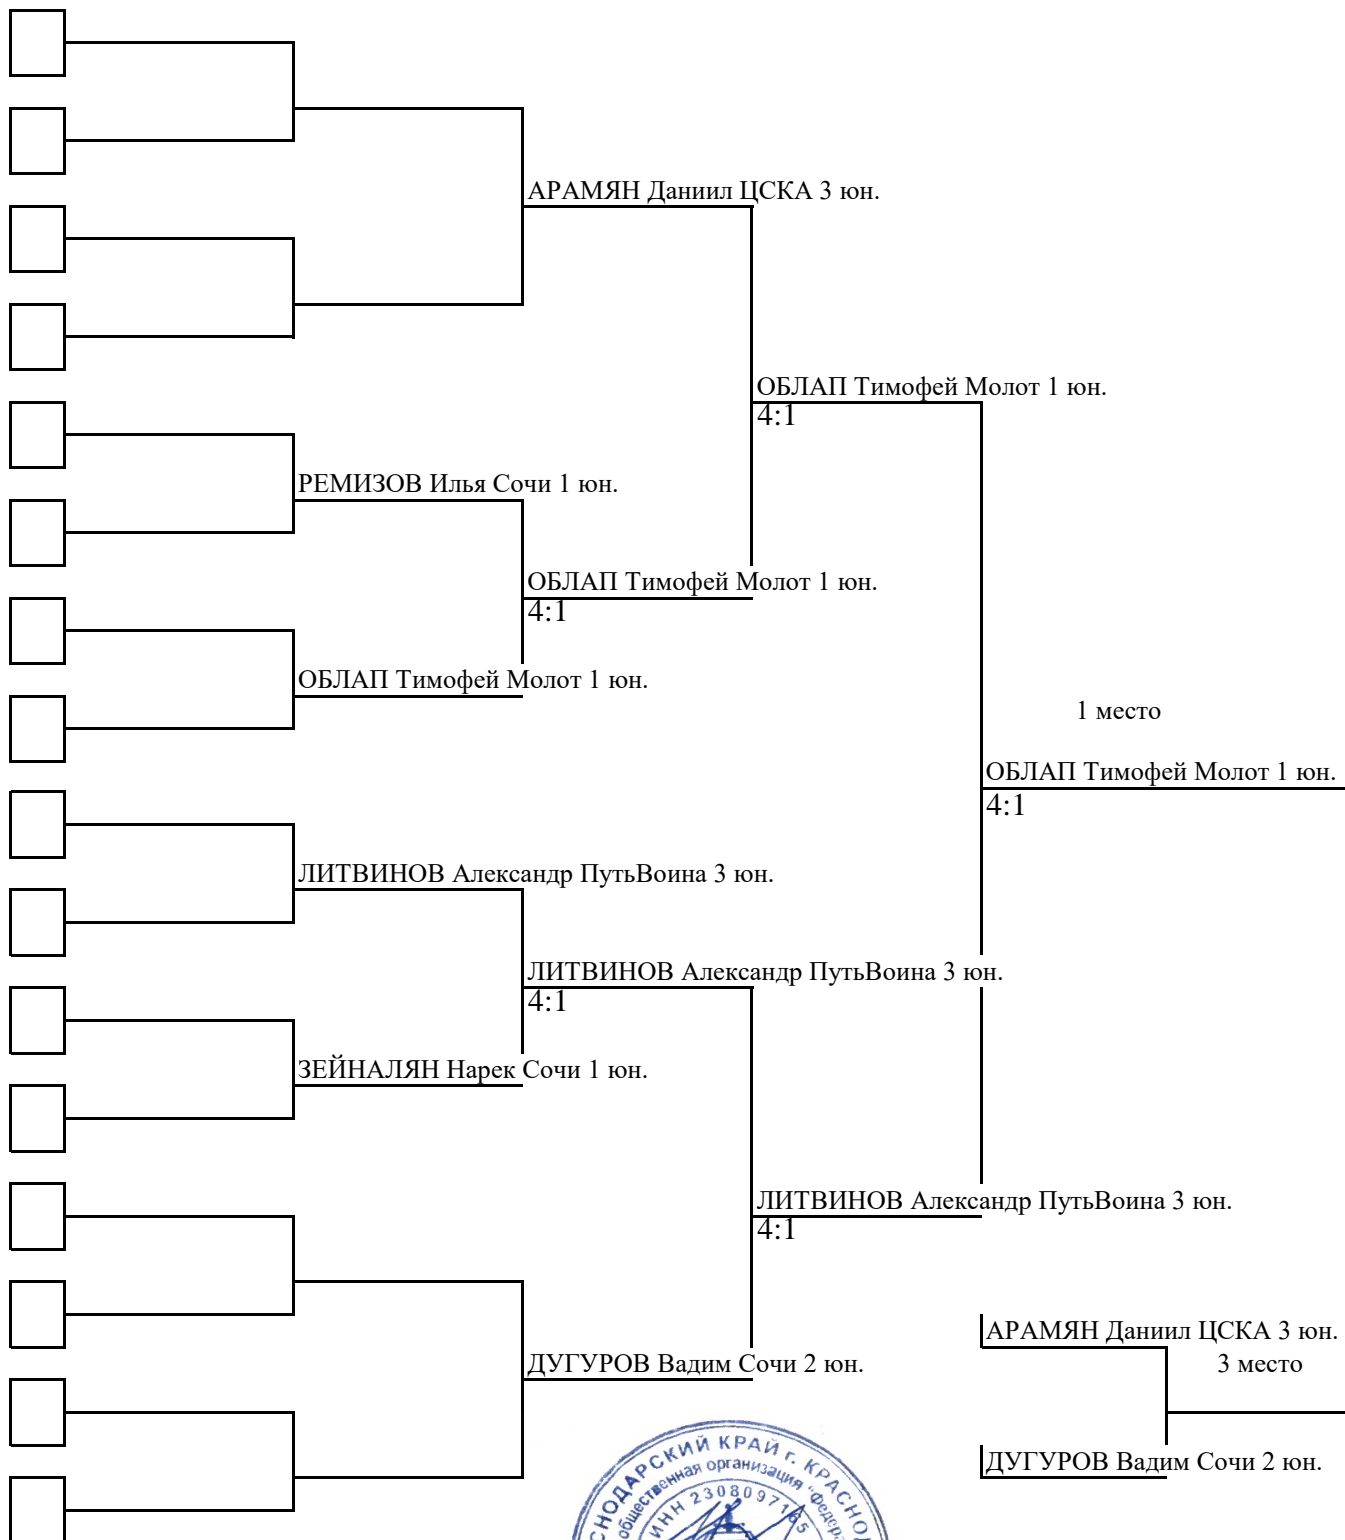 АРАМЯН Даниил ЦСКА 3 юн.
ОБЛАП Тимофей Молот 1 юн.
4:1
РЕМИЗОВ Илья Сочи 1 юн.
ОБЛАП Тимофей Молот 1 юн.
4:1
ОБЛАП Тимофей Молот 1 юн.
1 место
ОБЛАП Тимофей Молот 1 юн.
4:1
ЛИТВИНОВ Александр ПутьВоина 3 юн.
ЛИТВИНОВ Александр ПутьВоина 3 юн.
4:1
ЗЕЙНАЛЯН Нарек Сочи 1 юн.
ЛИТВИНОВ Александр ПутьВоина 3 юн.
4:1
АРАМЯН Даниил ЦСКА 3 юн.
3 место
ДУГУРОВ Вадим Сочи 2 юн.
ДУГУРОВ Вадим Сочи 2 юн.
КРАЙ г.
общественная организация
ИНН 2308097165